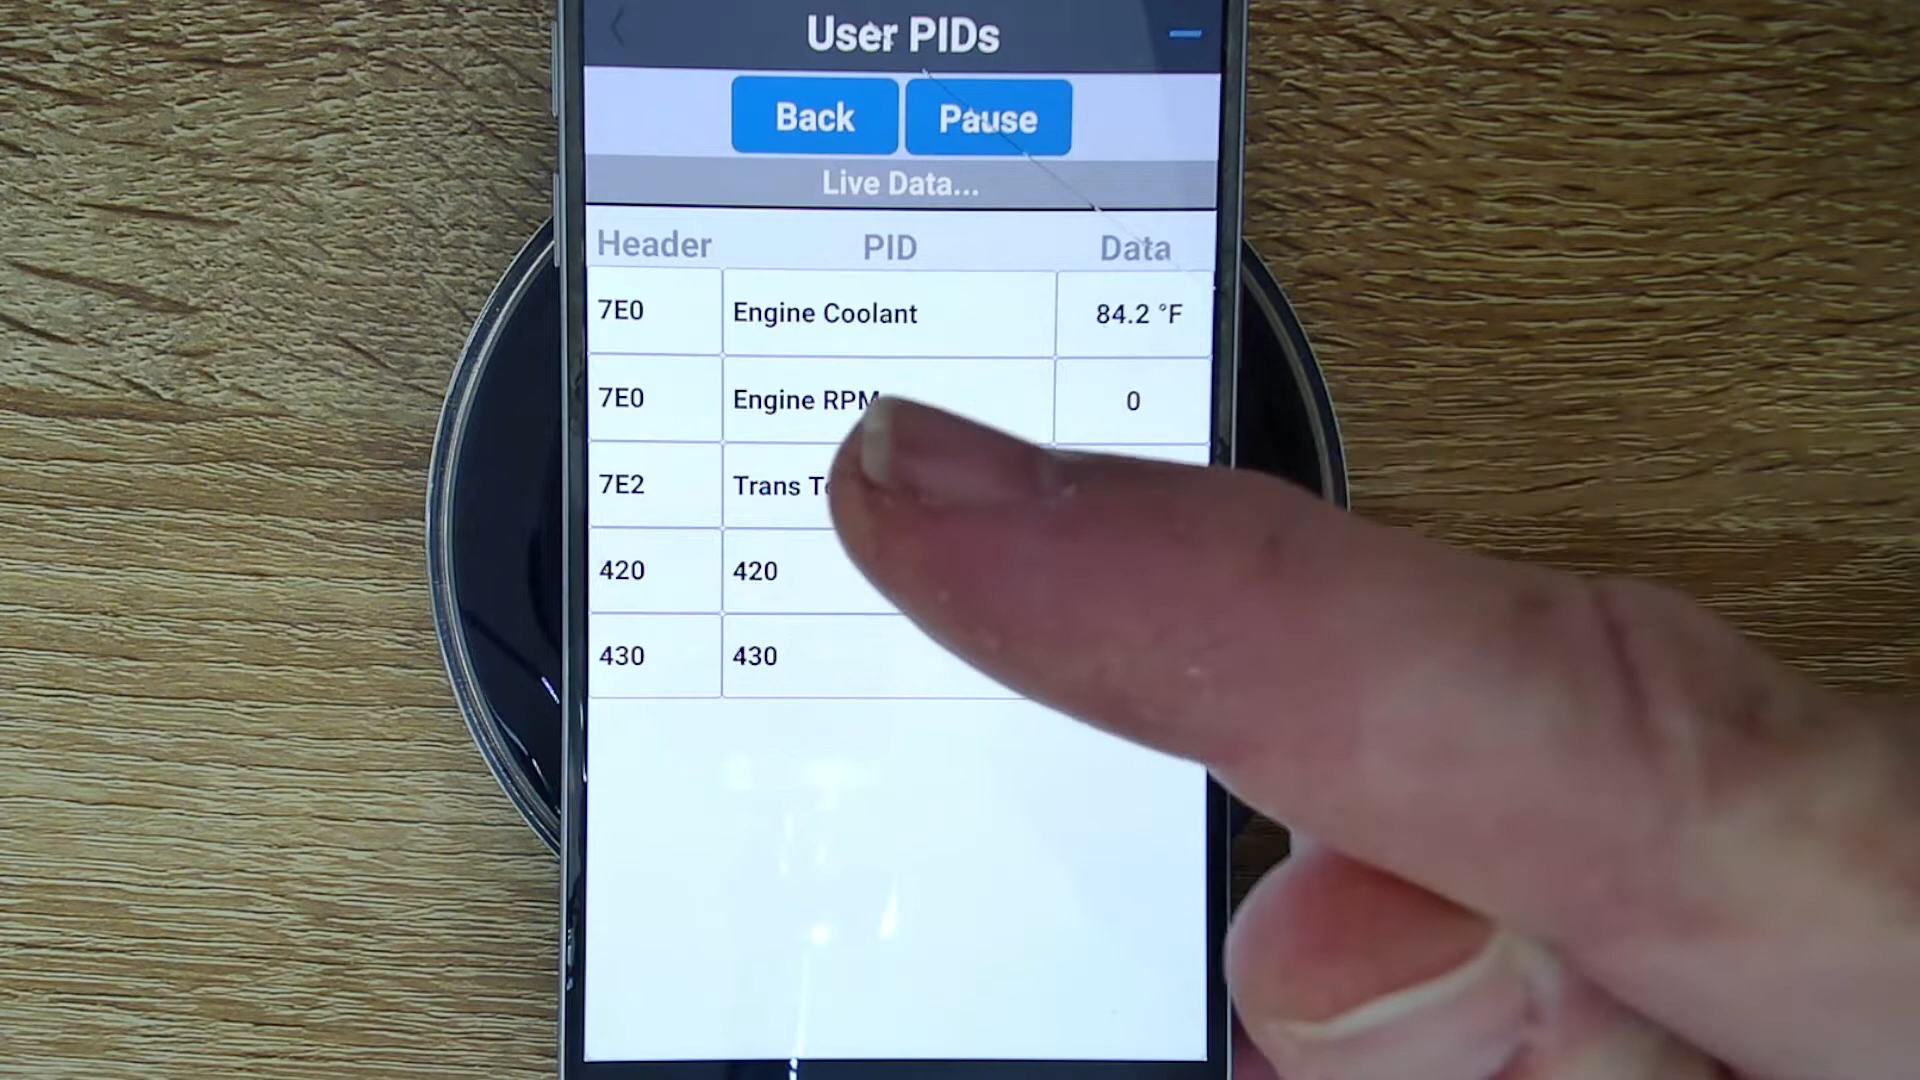 User PIDs
Back Pause
Live Data...
Header PID Data
7E0 Engine Coolant 84.2 °F
7E0 Engine RPM 0
7E2 Trans
420 420
430 430